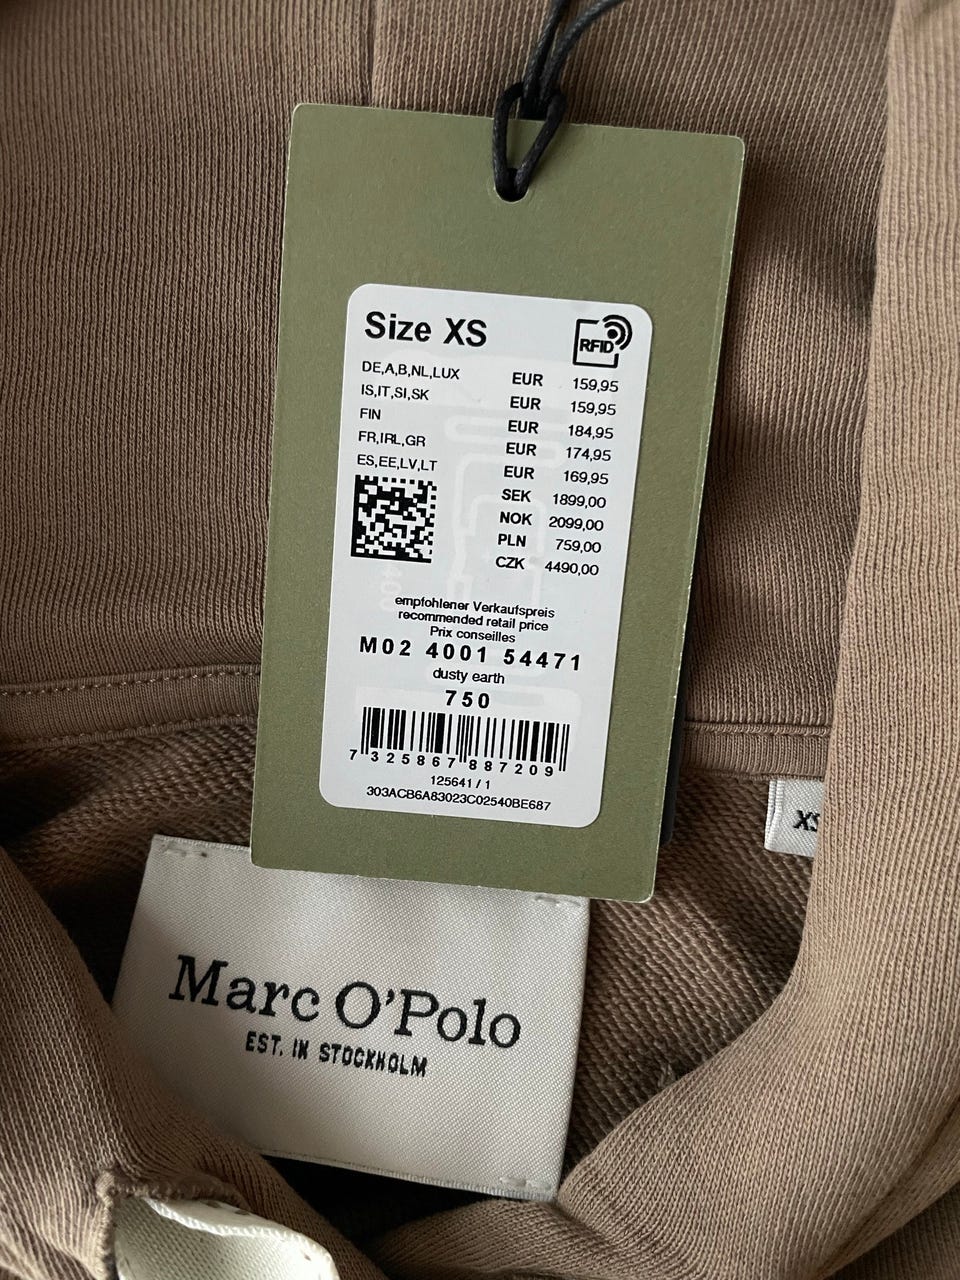 Size XS
RFID
DE,A,B,NL,LUX EUR 159,95
IS,IT,SI,SK EUR 159,95
FIN EUR 184,95
FR,IRL,GR EUR 174,95
ES,EE,LV,LT EUR 169,95
SEK 1899,00
NOK 2099,00
PLN 759,00
CZK 4490,00
empfohlener Verkaufspreis
recommended retail price
Prix conseilles
M02 4001 54471
dusty earth
750
7 325867 887209
125641 / 1
303ACB6A83023C02540BE687
XS
Marc O'Polo
EST. IN STOCKHOLM